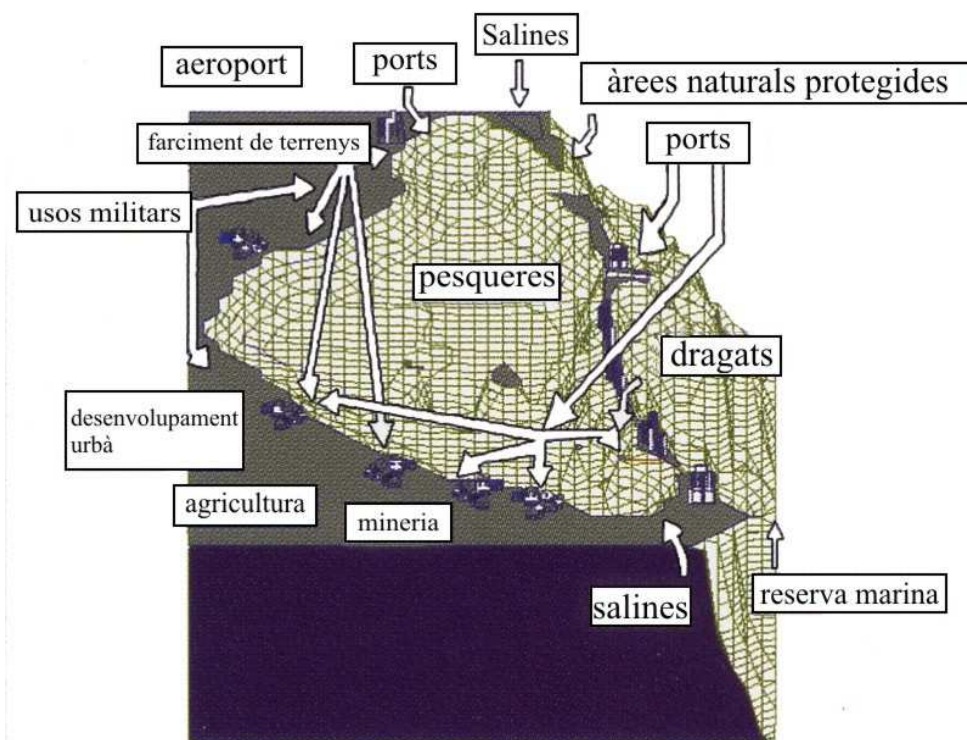 Salines
aeroport
ports
àrees naturals protegides
farciment de terrenys
ports
usos militars
pesqueres
dragats
desenvolupament
urbà
agricultura
mineria
salines
reserva marina